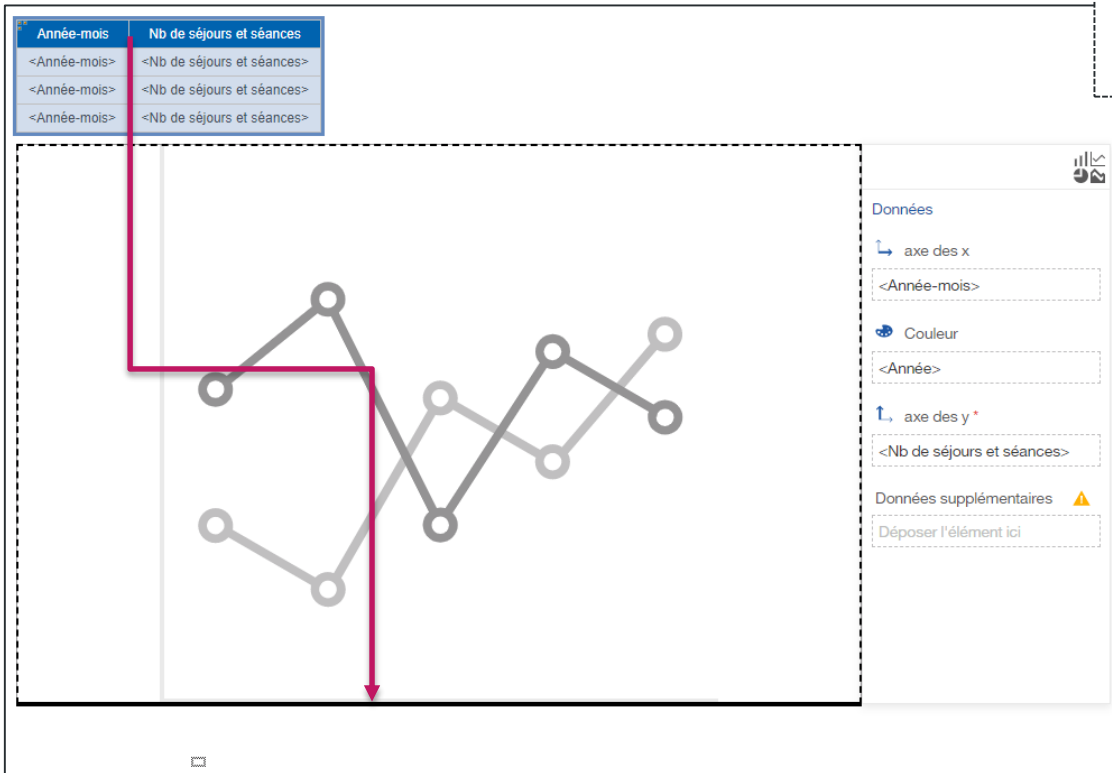 Année-mois Nb de séjours et séances
<Année-mois> <Nb de séjours et séances>
<Année-mois> <Nb de séjours et séances>
<Année-mois> <Nb de séjours et séances>
Données
axe des x
<Année-mois>
Couleur
<Année>
axe des y *
<Nb de séjours et séances>
Données supplémentaires
Déposer l'élément ici